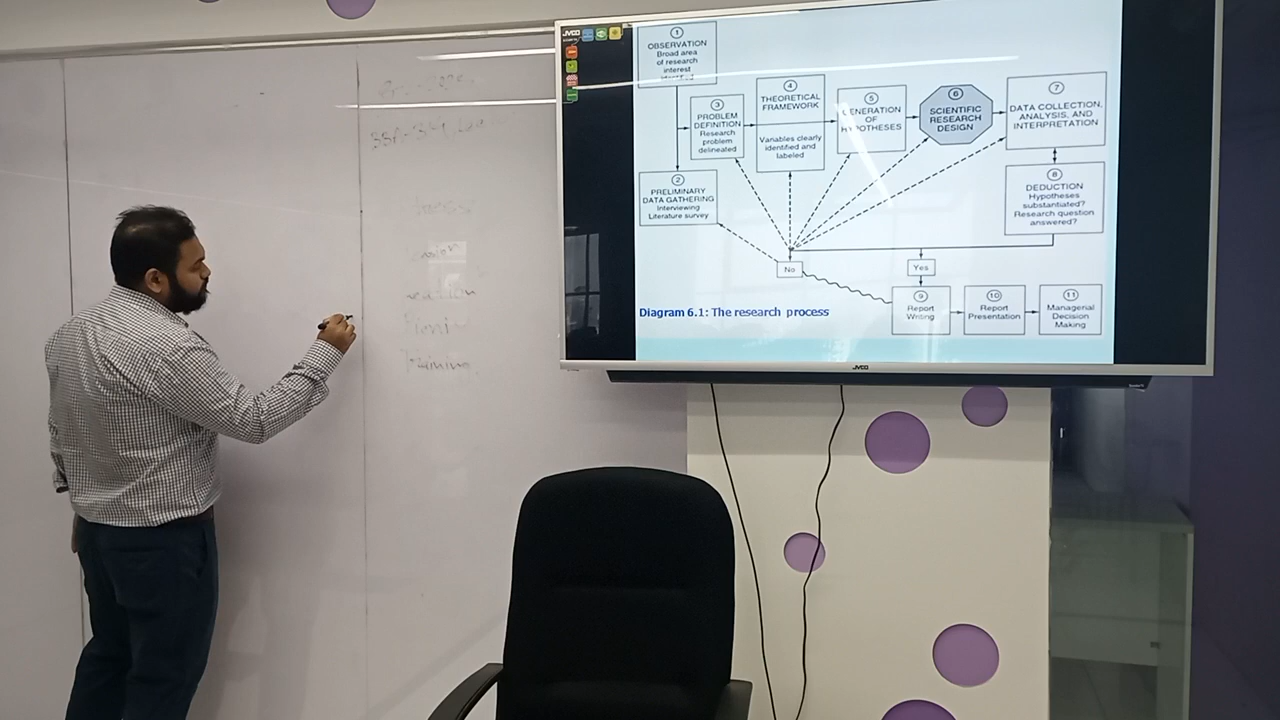 JVCO
1
OBSERVATION
Broad area
of research
interest
identified
2
PRELIMINARY
DATA GATHERING
Interviewing
Literature survey
3
PROBLEM
DEFINITION
Research
problem
delineated
4
THEORETICAL
FRAMEWORK
Variables clearly
identified and
labeled
5
GENERATION
OF
HYPOTHESES
6
SCIENTIFIC
RESEARCH
DESIGN
7
DATA COLLECTION,
ANALYSIS, AND
INTERPRETATION
8
DEDUCTION
Hypotheses
substantiated?
Research question
answered?
No
Yes
9
Report
Writing
10
Report
Presentation
11
Managerial
Decision
Making
Diagram 6.1: The research process
JVCO